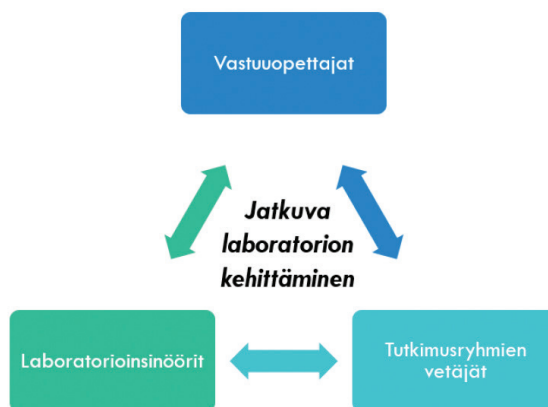 Vastuuopettajat
Jatkuva
laboratorion
kehittäminen
Laboratorioinsinöörit
Tutkimusryhmien
vetäjät